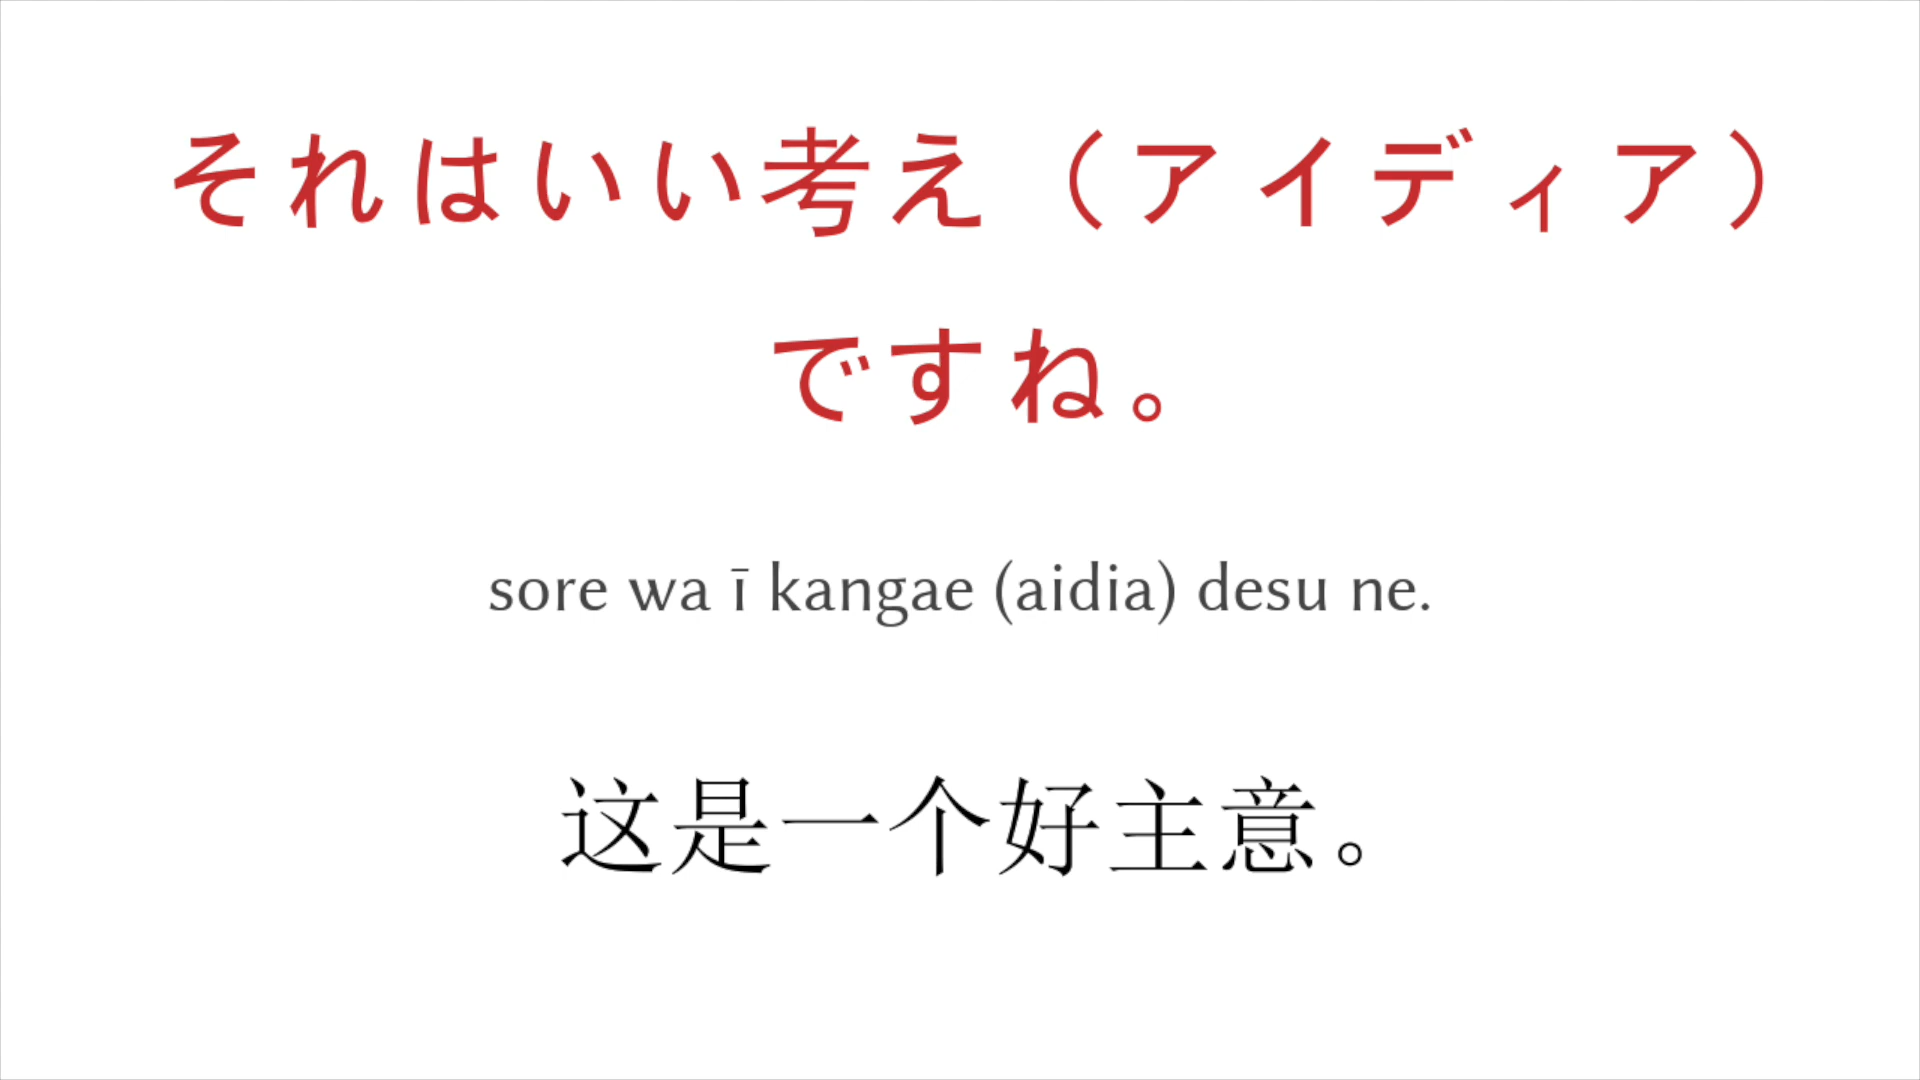 それはいい考え（アイディア）
ですね。
sore wa ī kangae (aidia) desu ne.
这是一个好主意。